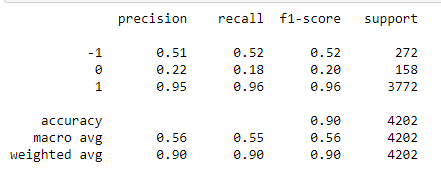 precision recall f1-score support
-1 0.51 0.52 0.52 272
0 0.22 0.18 0.20 158
1 0.95 0.96 0.96 3772
accuracy 0.90 4202
macro avg 0.56 0.55 0.56 4202
weighted avg 0.90 0.90 0.90 4202